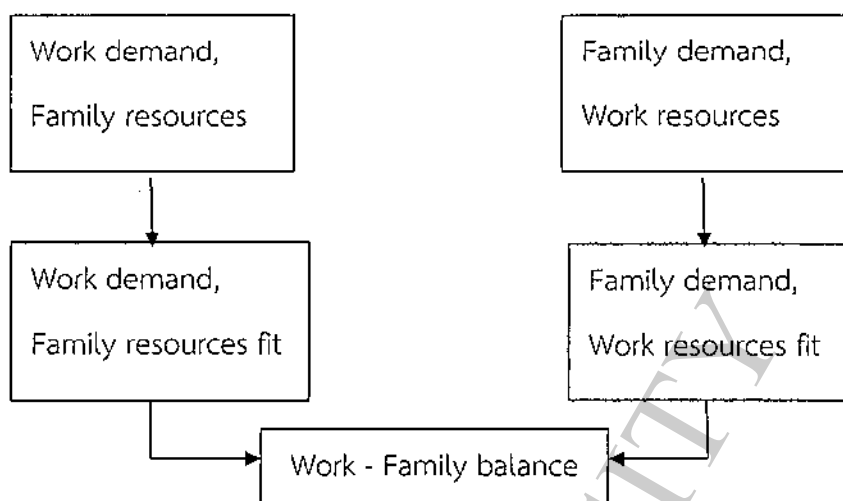 Work demand,
Family resources
Family demand,
Work resources
Work demand,
Family resources fit
Family demand,
Work resources fit
Work - Family balance
ITY